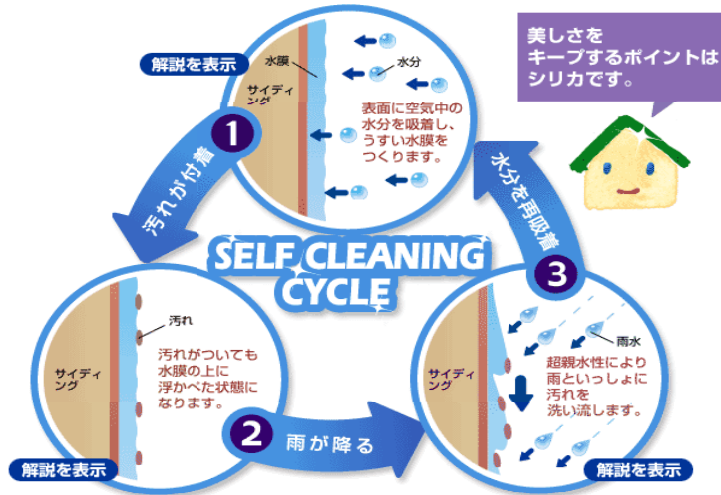 美しさを
キープするポイントは
シリカです。
解説を表示
水膜
水分
サイディ
ング
表面に空気中の
水分を吸着し、
うすい水膜を
つくります。
1
汚れが付着
水分を再吸着
SELF CLEANING
CYCLE
3
汚れ
サイディ
ング
汚れがついても
水膜の上に
浮かべた状態に
なります。
2
雨が降る
解説を表示
雨水
サイディ
ング
超親水性により
雨といっしょに
汚れを
洗い流します。
解説を表示